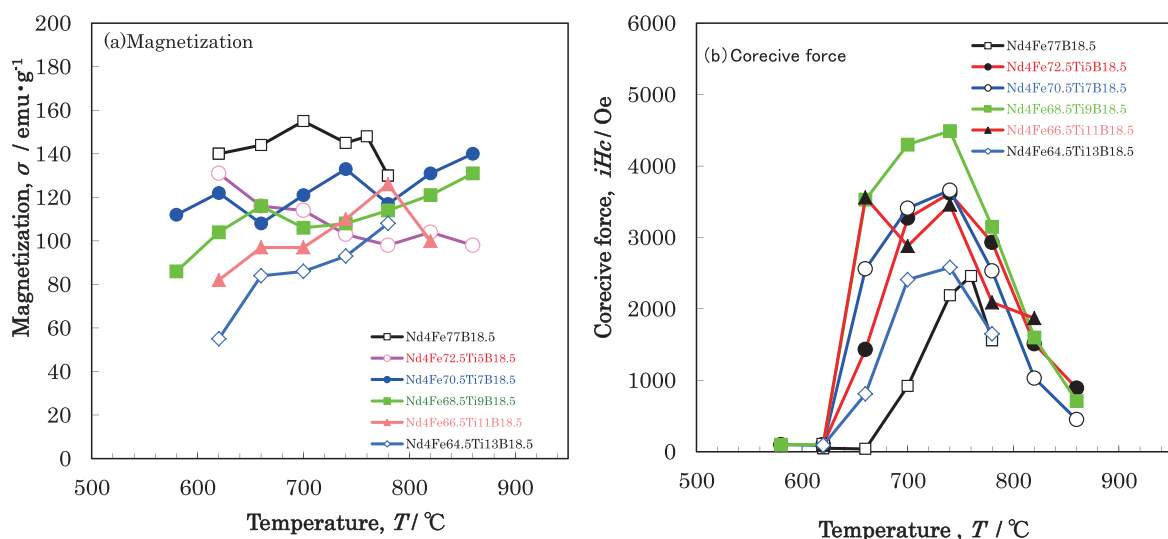 (a)Magnetization
Magnetization, σ / emu·g⁻¹
200
180
160
140
120
100
80
60
40
20
0
Nd4Fe77B18.5
Nd4Fe72.5Ti5B18.5
Nd4Fe70.5Ti7B18.5
Nd4Fe68.5Ti9B18.5
Nd4Fe66.5Ti11B18.5
Nd4Fe64.5Ti13B18.5
500 600 700 800 900
Temperature, T / ℃
(b) Corecive force
Corecive force, iHc / Oe
6000
5000
4000
3000
2000
1000
0
Nd4Fe77B18.5
Nd4Fe72.5Ti5B18.5
Nd4Fe70.5Ti7B18.5
Nd4Fe68.5Ti9B18.5
Nd4Fe66.5Ti11B18.5
Nd4Fe64.5Ti13B18.5
500 600 700 800 900
Temperature , T / ℃